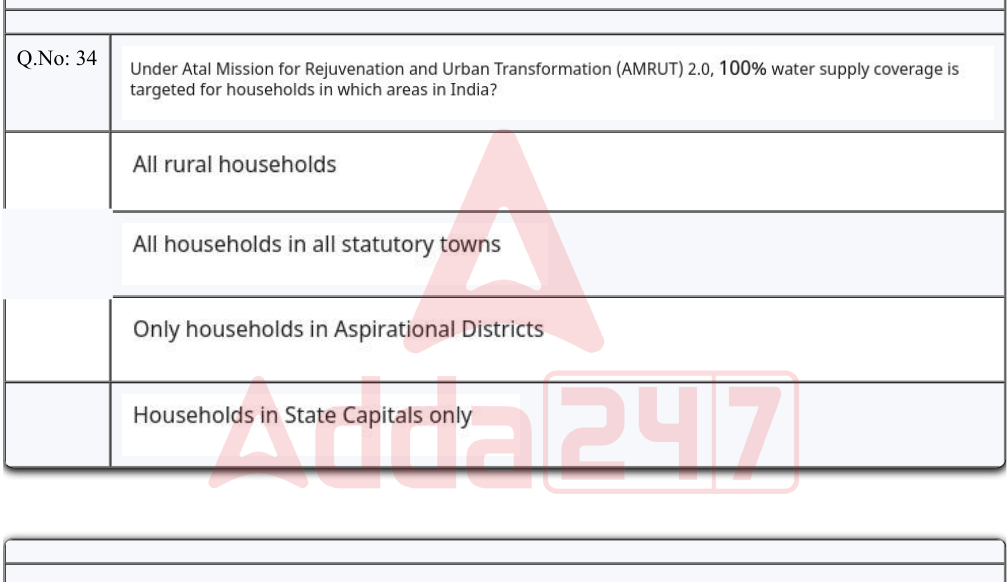 Q.No: 34
Under Atal Mission for Rejuvenation and Urban Transformation (AMRUT) 2.0, 100% water supply coverage is
targeted for households in which areas in India?
All rural households
All households in all statutory towns
Only households in Aspirational Districts
Households in State Capitals only
Adda247